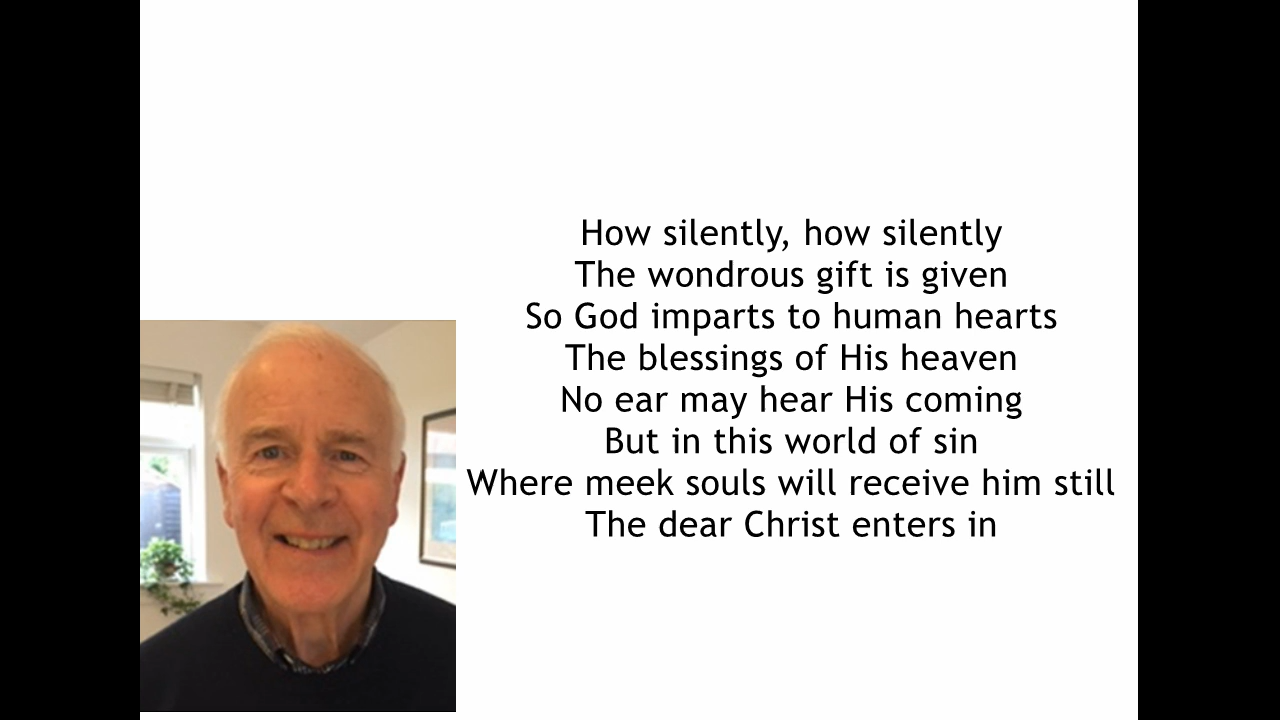 How silently, how silently
The wondrous gift is given
So God imparts to human hearts
The blessings of His heaven
No ear may hear His coming
But in this world of sin
Where meek souls will receive him still
The dear Christ enters in